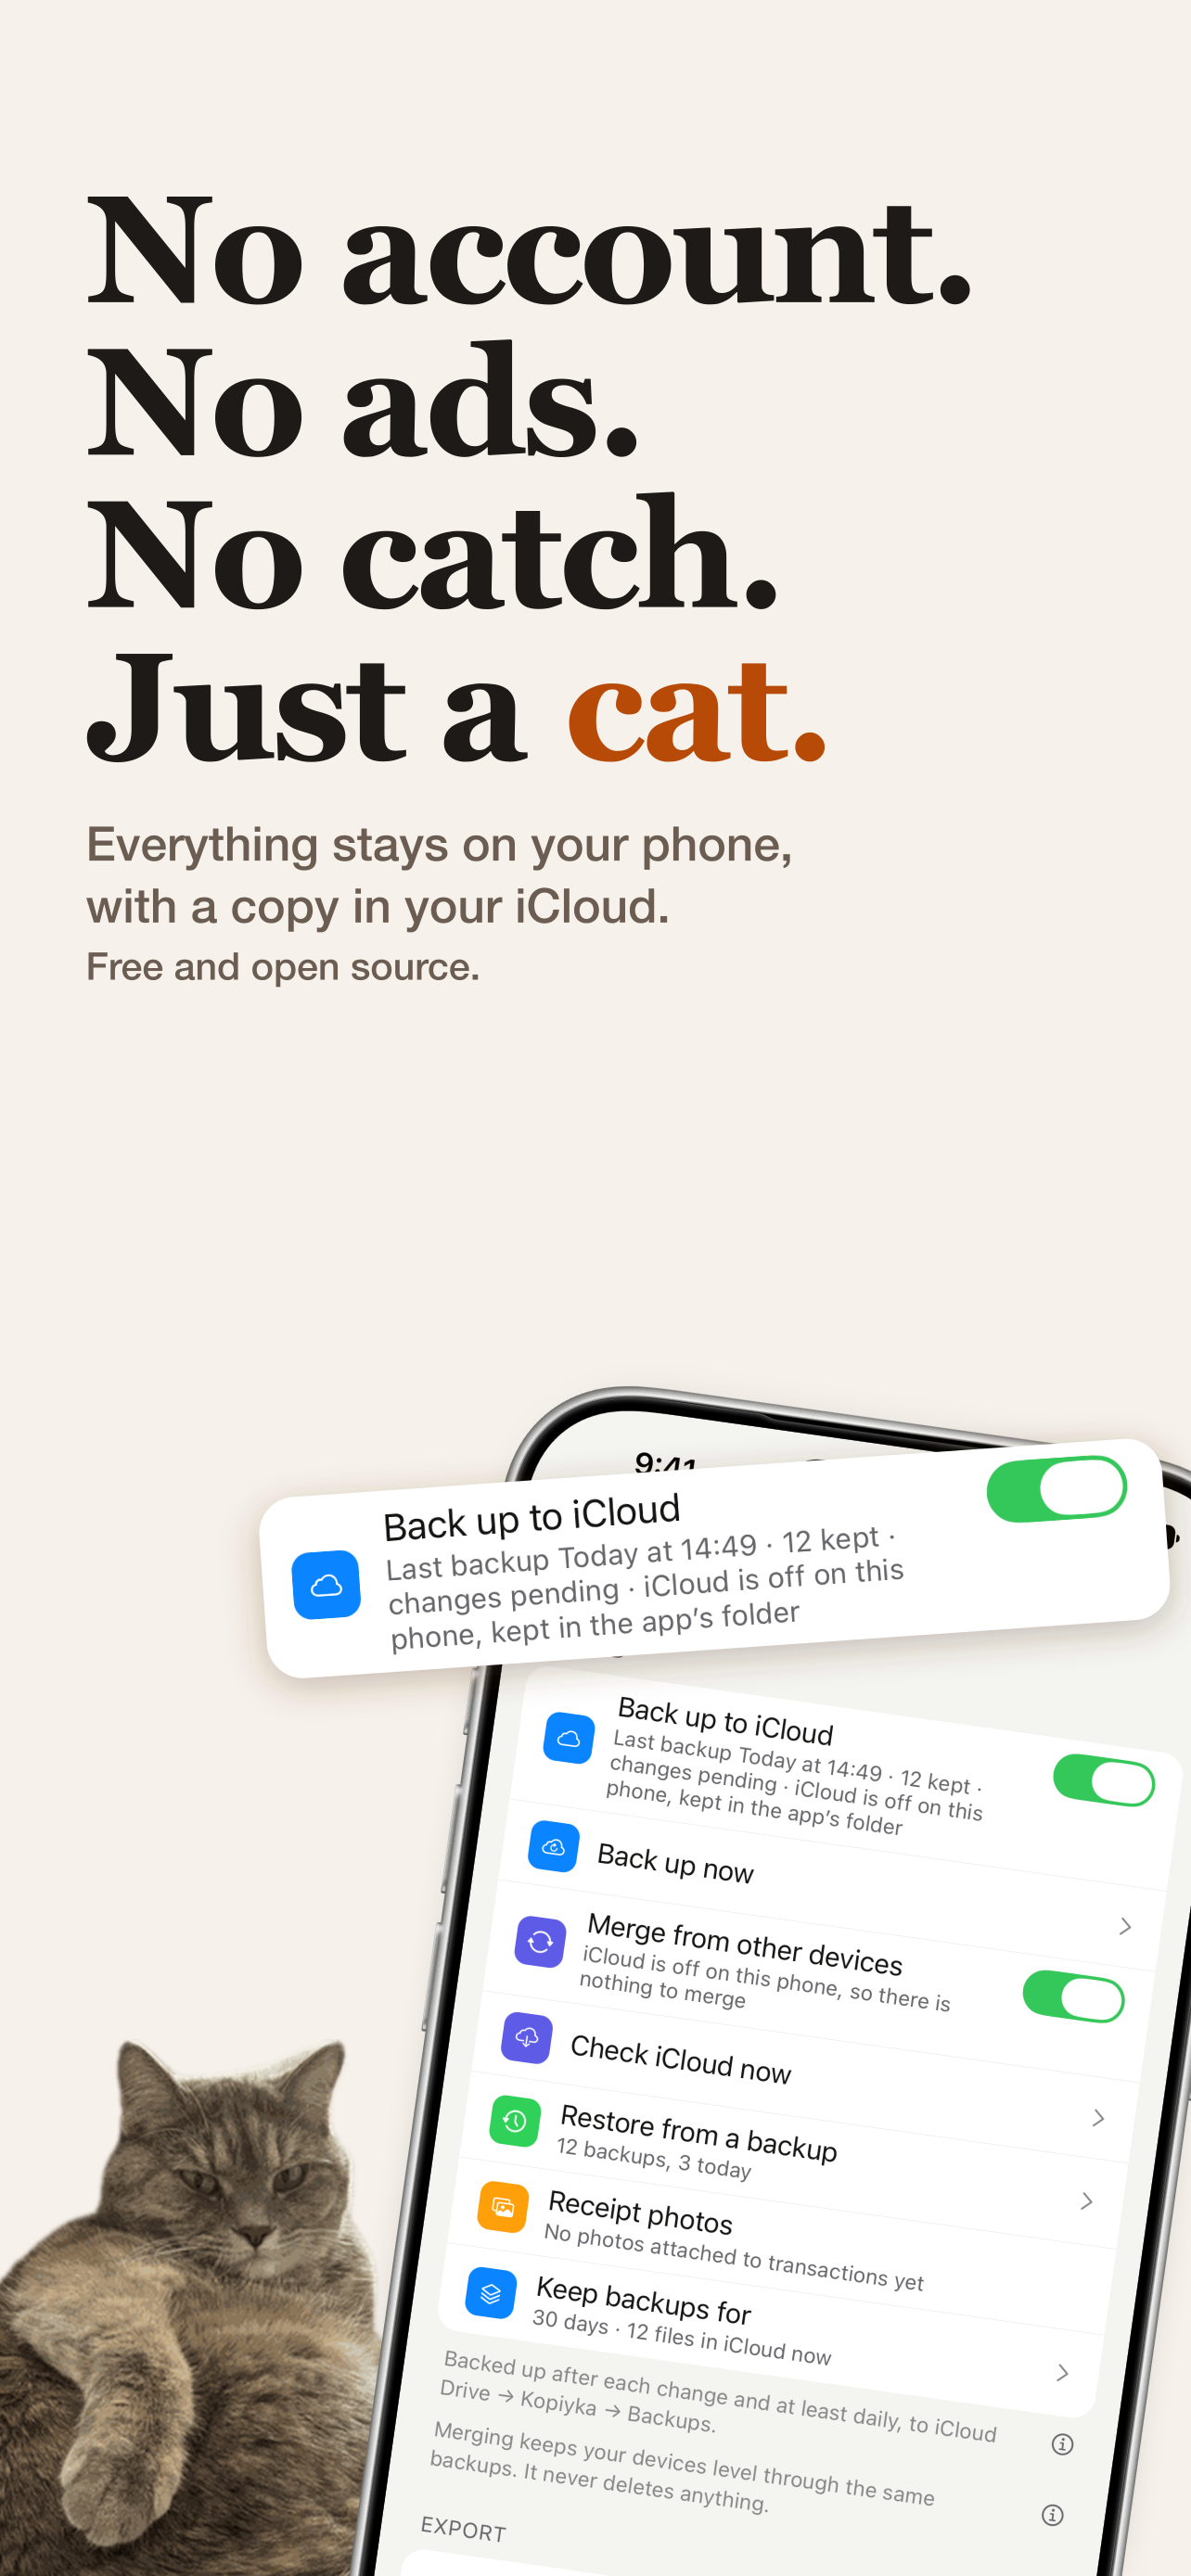 No account.
No ads.
No catch.
Just a cat.
Everything stays on your phone,
with a copy in your iCloud.
Free and open source.
9:41
Back up to iCloud
Last backup Today at 14:49 · 12 kept ·
changes pending · iCloud is off on this
phone, kept in the app’s folder
Back up to iCloud
Last backup Today at 14:49 · 12 kept ·
changes pending · iCloud is off on this
phone, kept in the app’s folder
Back up now
Merge from other devices
iCloud is off on this phone, so there is
nothing to merge
Check iCloud now
Restore from a backup
12 backups, 3 today
Receipt photos
No photos attached to transactions yet
Keep backups for
30 days · 12 files in iCloud now
Backed up after each change and at least daily, to iCloud
Drive → Kopiyka → Backups.
Merging keeps your devices level through the same
backups. It never deletes anything.
EXPORT